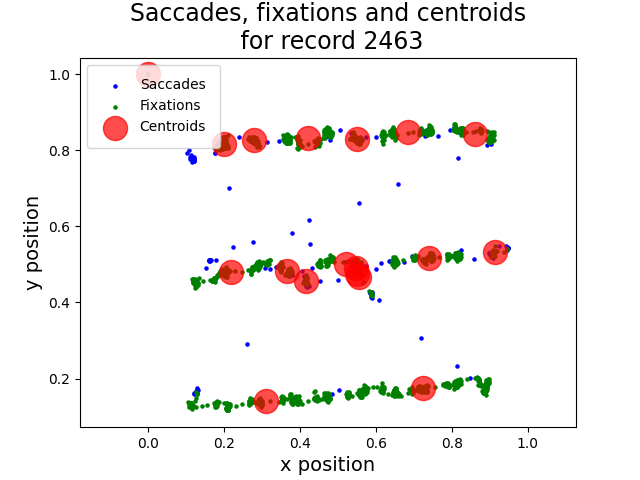 Saccades, fixations and centroids
for record 2463
Saccades
Fixations
Centroids
1.0
0.8
0.6
0.4
0.2
y position
0.0
0.2
0.4
0.6
0.8
1.0
x position